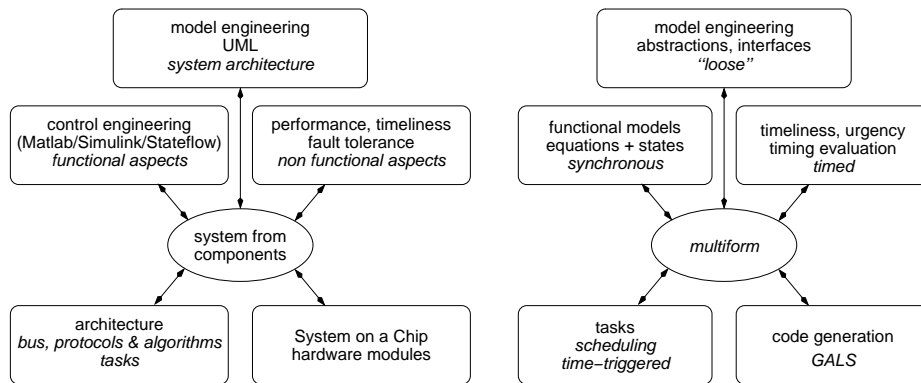 model engineering
UML
system architecture
control engineering
(Matlab/Simulink/Stateflow)
functional aspects
performance, timeliness
fault tolerance
non functional aspects
system from
components
architecture
bus, protocols & algorithms
tasks
System on a Chip
hardware modules
model engineering
abstractions, interfaces
‘‘loose’’
functional models
equations + states
synchronous
timeliness, urgency
timing evaluation
timed
multiform
tasks
scheduling
time−triggered
code generation
GALS